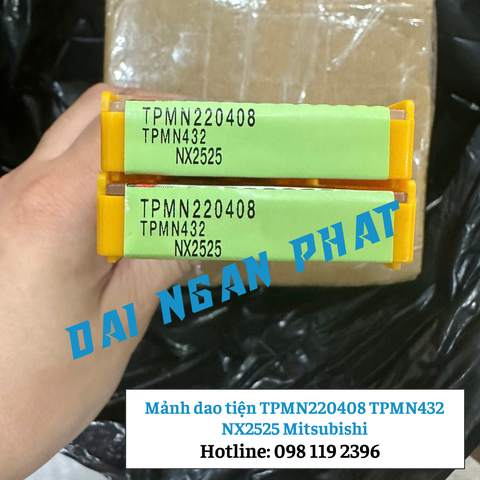 TPMN220408
TPMN432
NX2525
TPMN220408
TPMN432
NX2525
DAI NGAN PHAT
Mảnh dao tiện TPMN220408 TPMN432
NX2525 Mitsubishi
Hotline: 098 119 2396